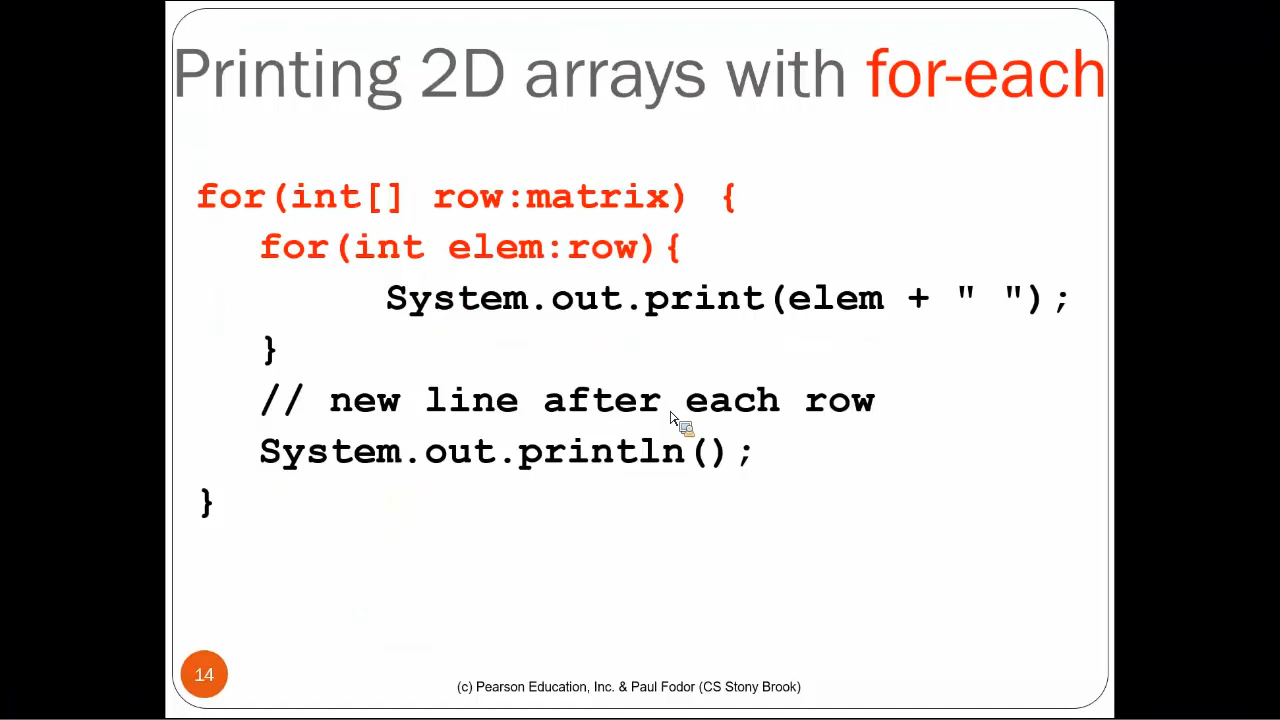 Printing 2D arrays with for-each
for(int[] row:matrix) {
for(int elem:row){
System.out.print(elem + " ");
}
// new line after each row
System.out.println();
}
14
(c) Pearson Education, Inc. & Paul Fodor (CS Stony Brook)